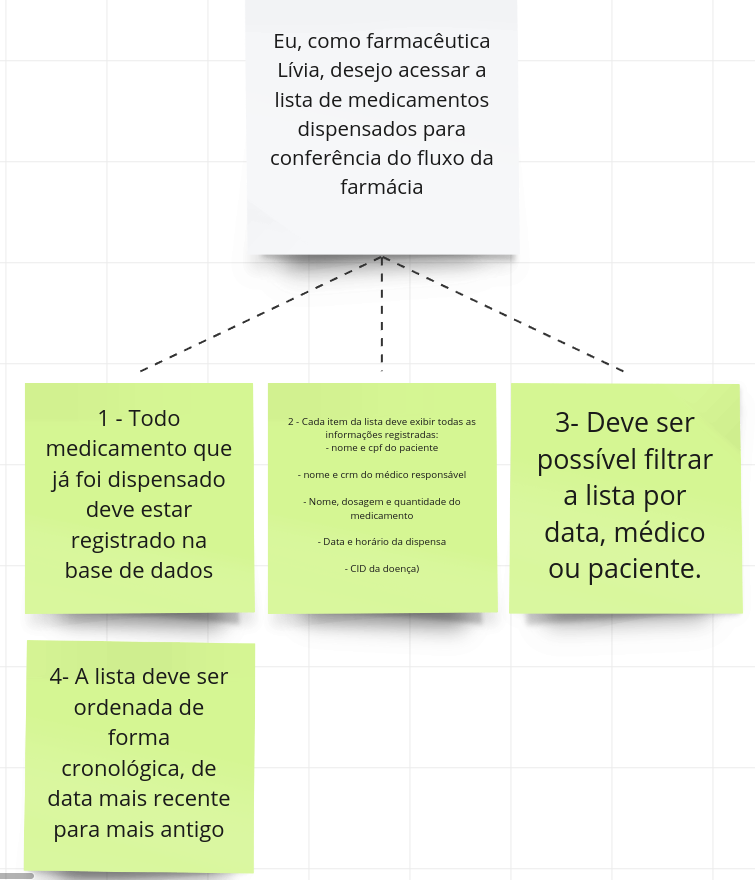 Eu, como farmacêutica
Lívia, desejo acessar a
lista de medicamentos
dispensados para
conferência do fluxo da
farmácia
1 - Todo
medicamento que
já foi dispensado
deve estar
registrado na
base de dados
2 - Cada item da lista deve exibir todas as
informações registradas:
- nome e cpf do paciente
- nome e crm do médico responsável
- Nome, dosagem e quantidade do
medicamento
- Data e horário da dispensa
- CID da doença)
3- Deve ser
possível filtrar
a lista por
data, médico
ou paciente.
4- A lista deve ser
ordenada de
forma
cronológica, de
data mais recente
para mais antigo